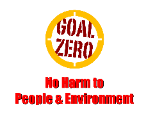 GOAL
ZERO
No Harm to
People & Environment